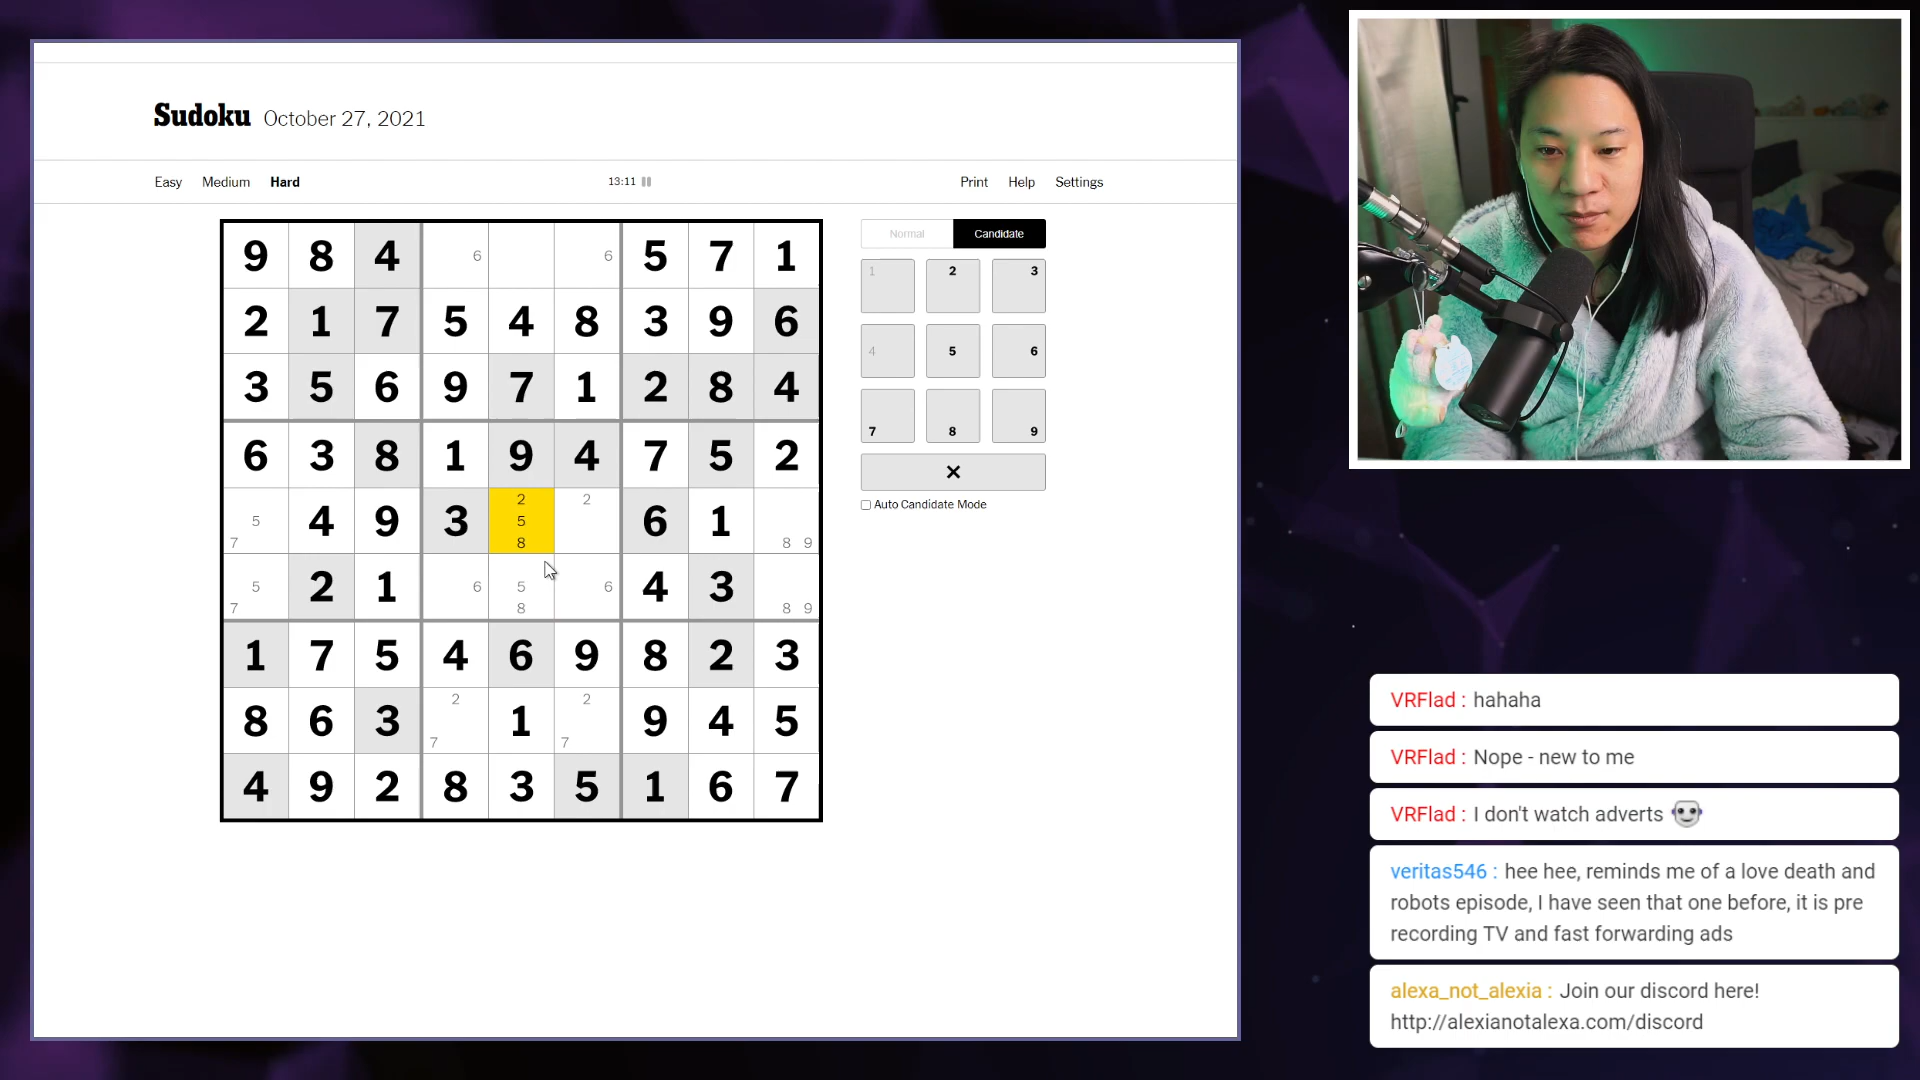 Sudoku October 27, 2021
Easy Medium Hard 13:11 Print Help Settings
Normal Candidate
1 2 3
4 5 6
7 8 9
Auto Candidate Mode
9 8 4 6 6 5 7 1
2 1 7 5 4 8 3 9 6
3 5 6 9 7 1 2 8 4
6 3 8 1 9 4 7 5 2
5 7 4 9 3 2 5 8 2 6 1 8 9
5 7 2 1 6 5 8 6 4 3 8 9
1 7 5 4 6 9 8 2 3
8 6 3 2 7 1 2 7 9 4 5
4 9 2 8 3 5 1 6 7
VRFlad : hahaha
VRFlad : Nope - new to me
VRFlad : I don't watch adverts
veritas546 : hee hee, reminds me of a love death and
robots episode, I have seen that one before, it is pre
recording TV and fast forwarding ads
alexa_not_alexia : Join our discord here!
http://alexianotalexa.com/discord